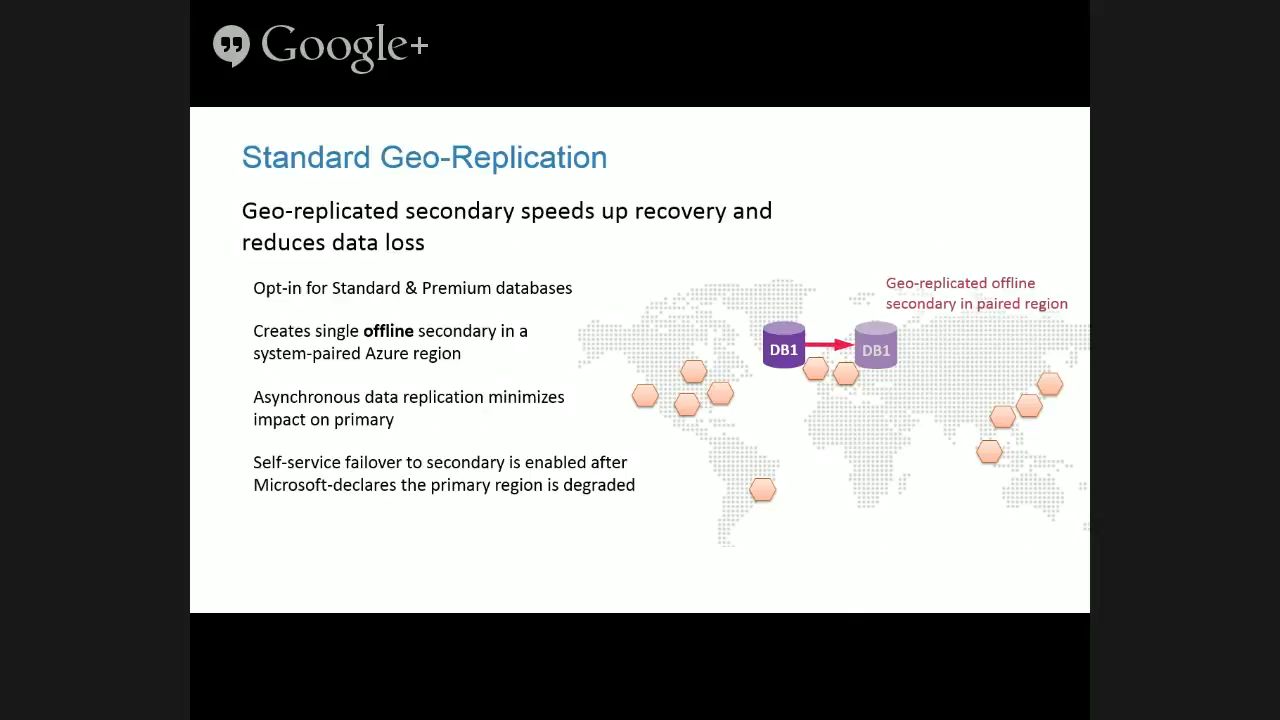 Google+
Standard Geo-Replication
Geo-replicated secondary speeds up recovery and
reduces data loss
Opt-in for Standard & Premium databases
Creates single offline secondary in a
system-paired Azure region
Asynchronous data replication minimizes
impact on primary
Self-service failover to secondary is enabled after
Microsoft-declares the primary region is degraded
Geo-replicated offline
secondary in paired region
DB1
DB1